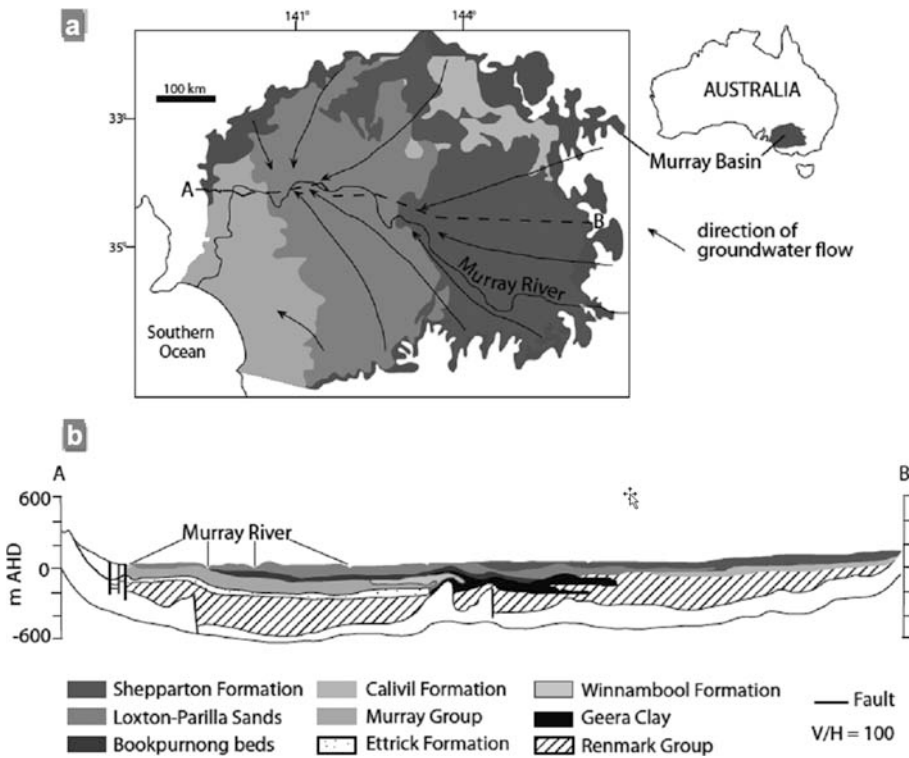 a
141°
144°
100 km
33°
35°
A
B
Murray River
Southern
Ocean
AUSTRALIA
Murray Basin
direction of
groundwater flow
b
A
B
600
0
-600
m AHD
Murray River
Shepparton Formation
Calivil Formation
Winnambool Formation
Loxton-Parilla Sands
Murray Group
Geera Clay
Bookpurnong beds
Ettrick Formation
Renmark Group
Fault
V/H = 100